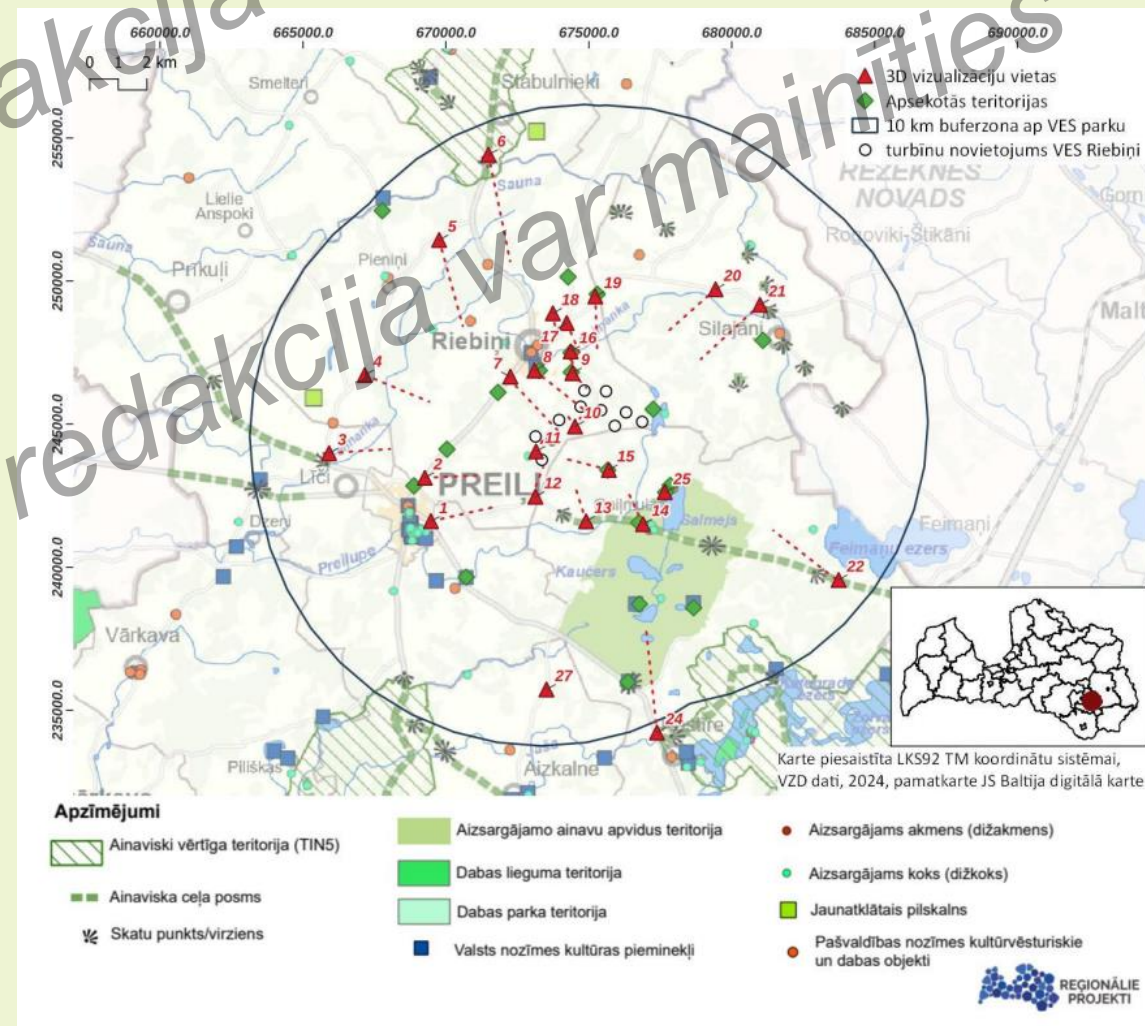 660000.0
665000.0
670000.0
675000.0
680000.0
685000.0
690000.0
0 1 2 km
3D vizualizāciju vietas
Apsekotās teritorijas
10 km buferzona ap VES parku
turbīnu novietojums VES Riebiņi
redakcija var mainīties
255000.0
250000.0
245000.0
240000.0
235000.0
Smelteri
Stabulnieki
6
Sauna
RĒZEKNES
NOVADS
Gorn
Lielie
Anspoki
5
Rogoviki-Štikāni
Sauna
Prīkuļi
Pieniņi
19
20
21
Malt
18
Riebiņi
17
16
Silajāņi
4
7
8
9
10
3
11
Līči
2
PREIĻI
15
25
12
1
13
14
Salmejs
Dzeņi
Feimaņi
Preiļupe
Feimaņu ezers
Kaučers
22
Vārkava
27
24
Piliškas
Aizkalne
Karte piesaistīta LKS92 TM koordinātu sistēmai,
VZD dati, 2024, pamatkarte JS Baltija digitālā karte
Apzīmējumi
Ainaviski vērtīga teritorija (TIN5)
Ainaviska ceļa posms
Skatu punkts/virziens
Aizsargājamo ainavu apvidus teritorija
Dabas lieguma teritorija
Dabas parka teritorija
Valsts nozīmes kultūras pieminekļi
Aizsargājams akmens (dižakmens)
Aizsargājams koks (dižkoks)
Jaunatklātais pilskalns
Pašvaldības nozīmes kultūrvēsturiskie
un dabas objekti
REĢIONĀLIE
PROJEKTI